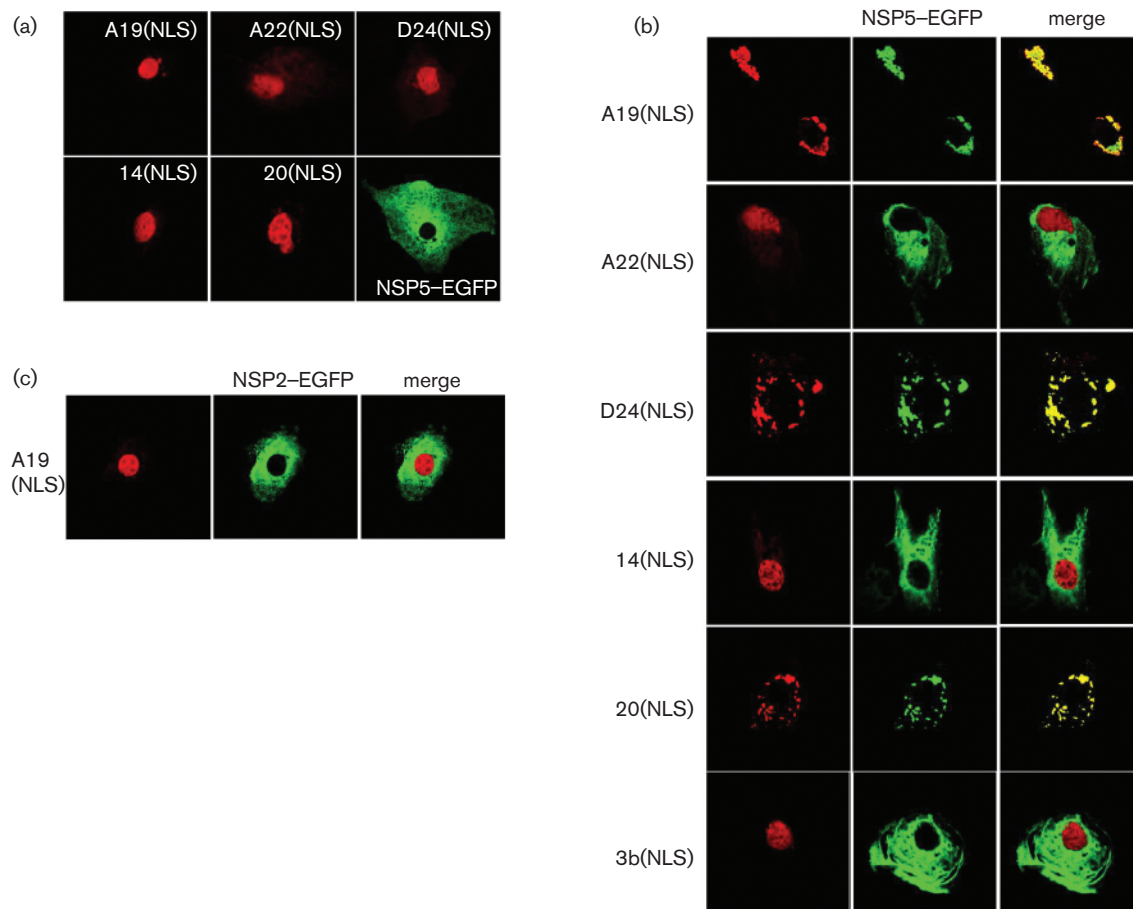 (a)
A19(NLS) A22(NLS) D24(NLS)
14(NLS) 20(NLS)
NSP5–EGFP
(c)
NSP2–EGFP merge
A19
(NLS)
(b)
NSP5–EGFP merge
A19(NLS)
A22(NLS)
D24(NLS)
14(NLS)
20(NLS)
3b(NLS)